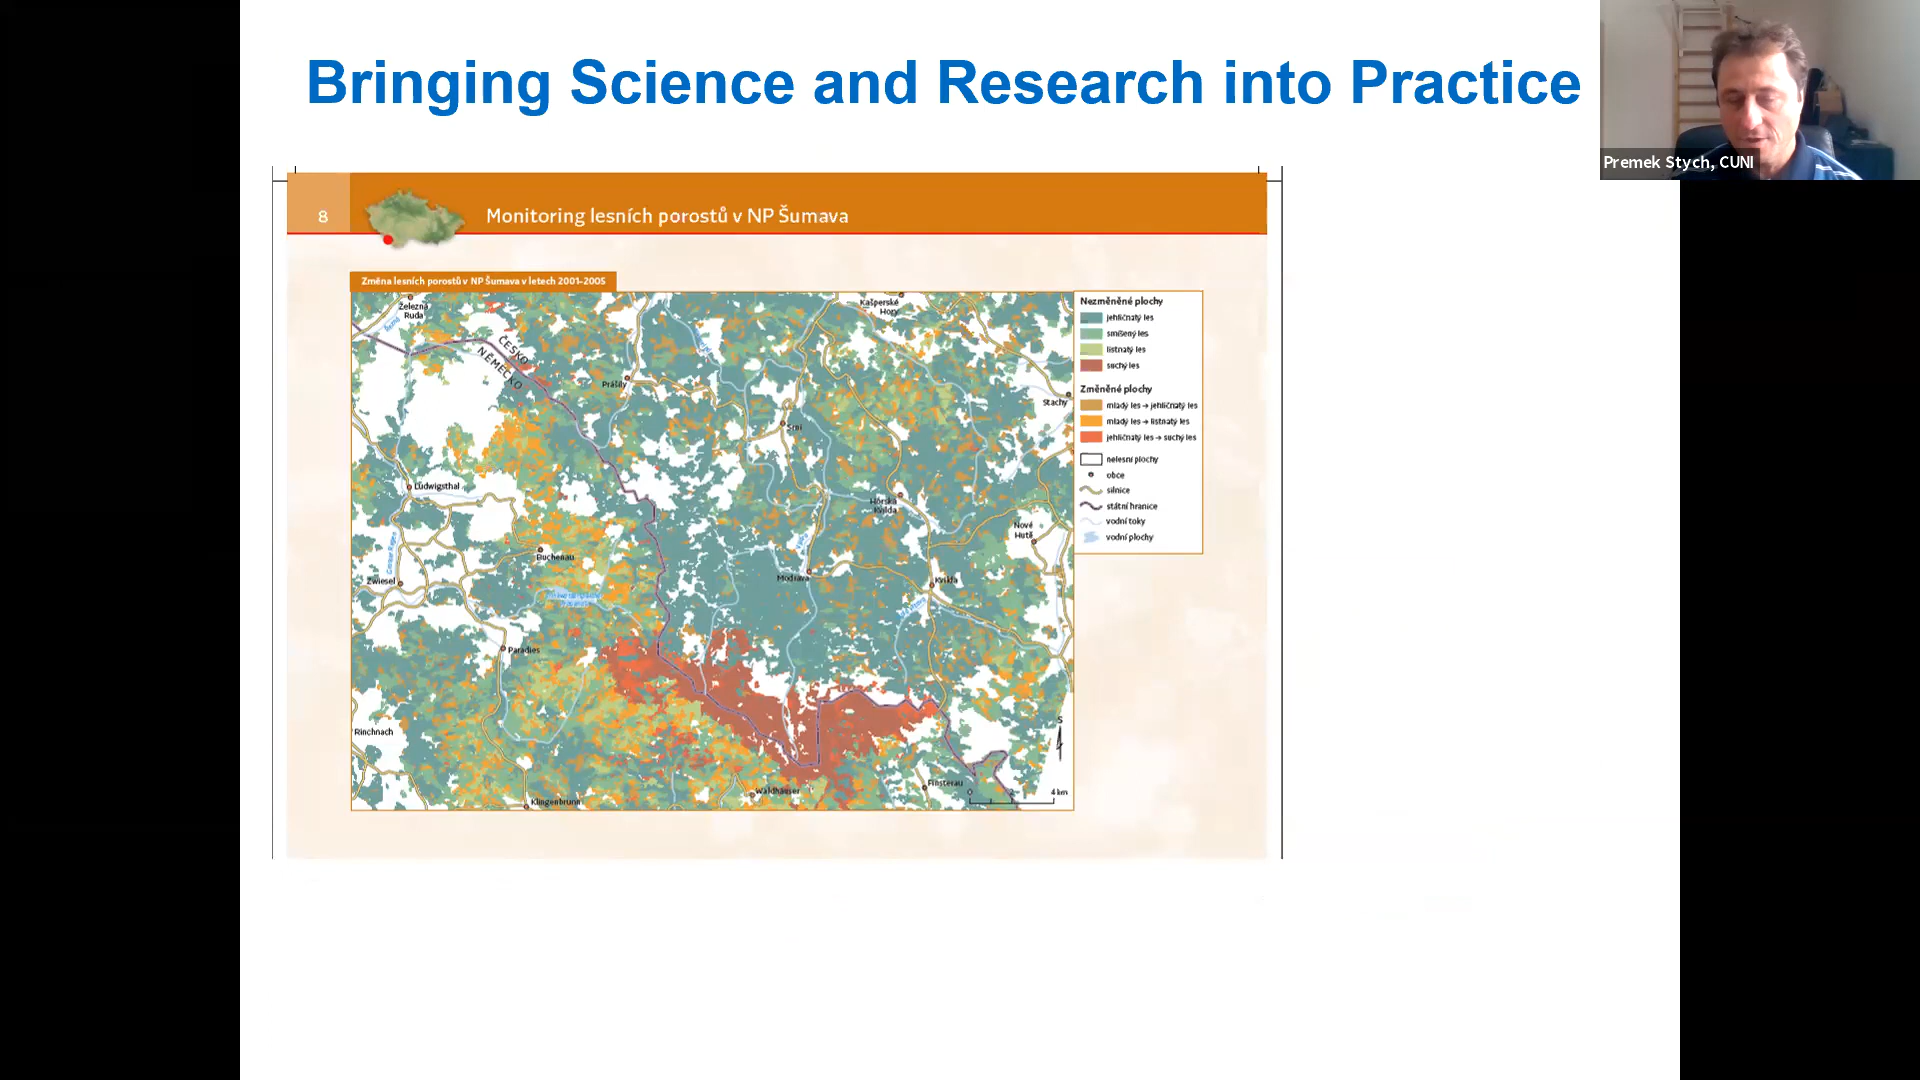 Bringing Science and Research into Practice
Premek Stych, CUNI
8
Monitoring lesních porostů v NP Šumava
Změna lesních porostů v NP Šumava v letech 2001–2005
Železná
Ruda
Kašperské
Hory
ČESKO
NĚMECKO
Prášily
Stachy
Srní
Ludwigsthal
Horská
Kvilda
Nové
Hutě
Buchenau
Zwiesel
Modrava
Kvilda
Paradies
Rinchnach
Finsterau
Waldhäuser
Klingenbrunn
S
0
2
4 km
Nezměněné plochy
jehličnatý les
smíšený les
listnatý les
suchý les
Změněné plochy
mladý les → jehličnatý les
mladý les → listnatý les
jehličnatý les → suchý les
nelesní plochy
obce
silnice
státní hranice
vodní toky
vodní plochy